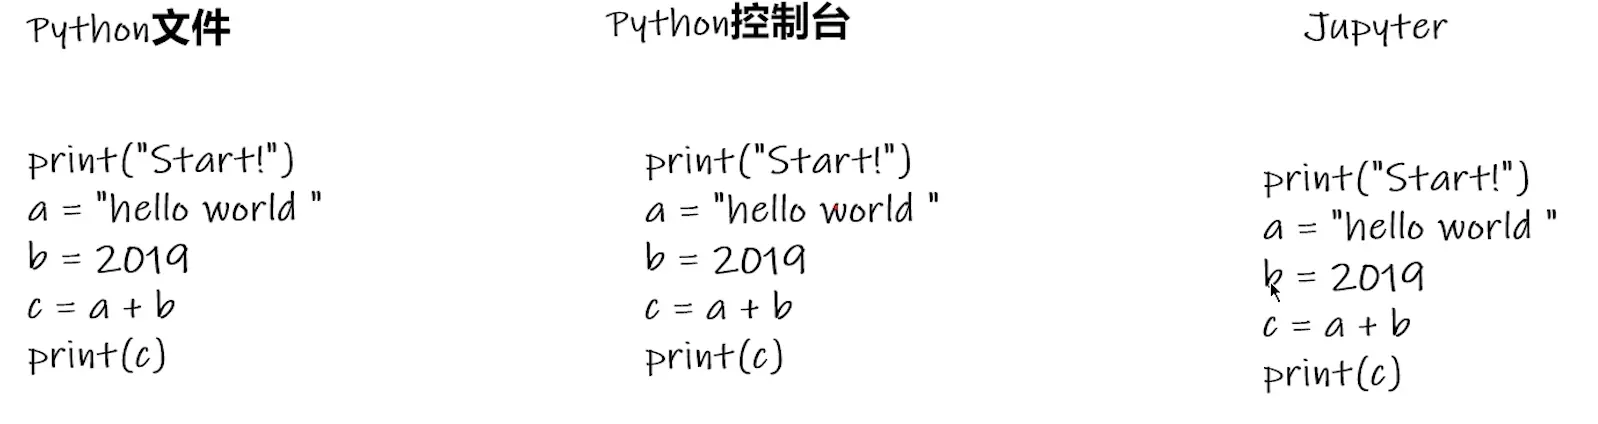 Python文件
print("Start!")
a = "hello world "
b = 2019
c = a + b
print(c)
Python控制台
print("Start!")
a = "hello world "
b = 2019
c = a + b
print(c)
Jupyter
print("Start!")
a = "hello world "
b = 2019
c = a + b
print(c)